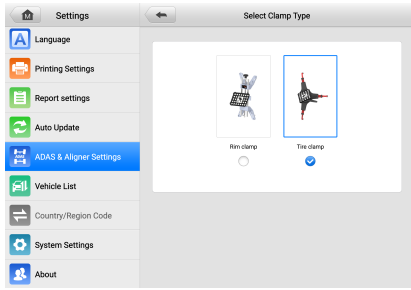 Settings
Select Clamp Type
Language
Printing Settings
Report settings
Auto Update
ADAS & Aligner Settings
Vehicle List
Country/Region Code
System Settings
About
Rim clamp
Tire clamp